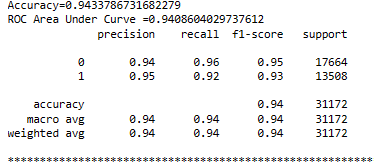 Accuracy=0.9433786731682279
ROC Area Under Curve =0.9408604029737612
precision recall f1-score support
0 0.94 0.96 0.95 17664
1 0.95 0.92 0.93 13508
accuracy 0.94 31172
macro avg 0.94 0.94 0.94 31172
weighted avg 0.94 0.94 0.94 31172
*********************************************************